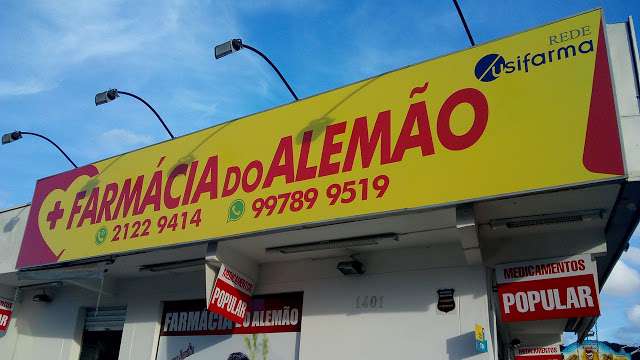 REDE
usifarma
FARMÁCIA DO ALEMÃO
2122 9414
99789 9519
MEDICAMENTOS
POPULAR
POPULAR
FARMÁCIA DO ALEMÃO
1401